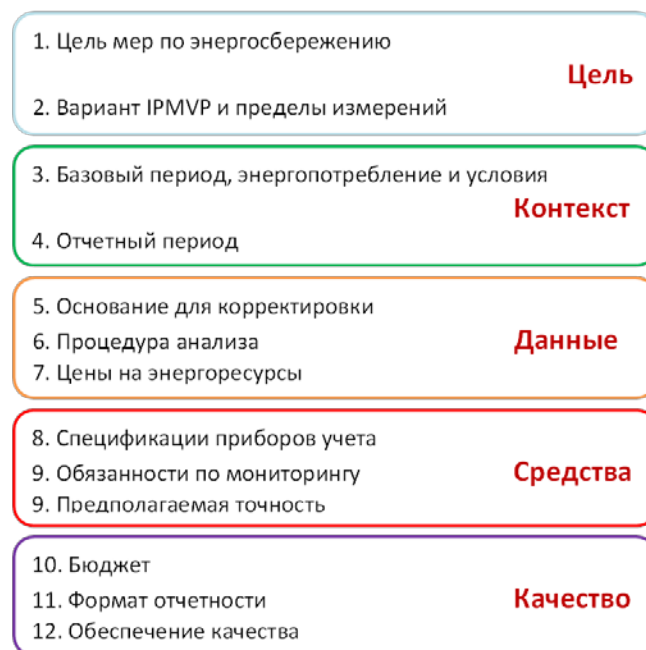 1. Цель мер по энергосбережению
Цель
2. Вариант IPMVP и пределы измерений
3. Базовый период, энергопотребление и условия
Контекст
4. Отчетный период
5. Основание для корректировки
6. Процедура анализа
Данные
7. Цены на энергоресурсы
8. Спецификации приборов учета
9. Обязанности по мониторингу
Средства
9. Предполагаемая точность
10. Бюджет
11. Формат отчетности
Качество
12. Обеспечение качества